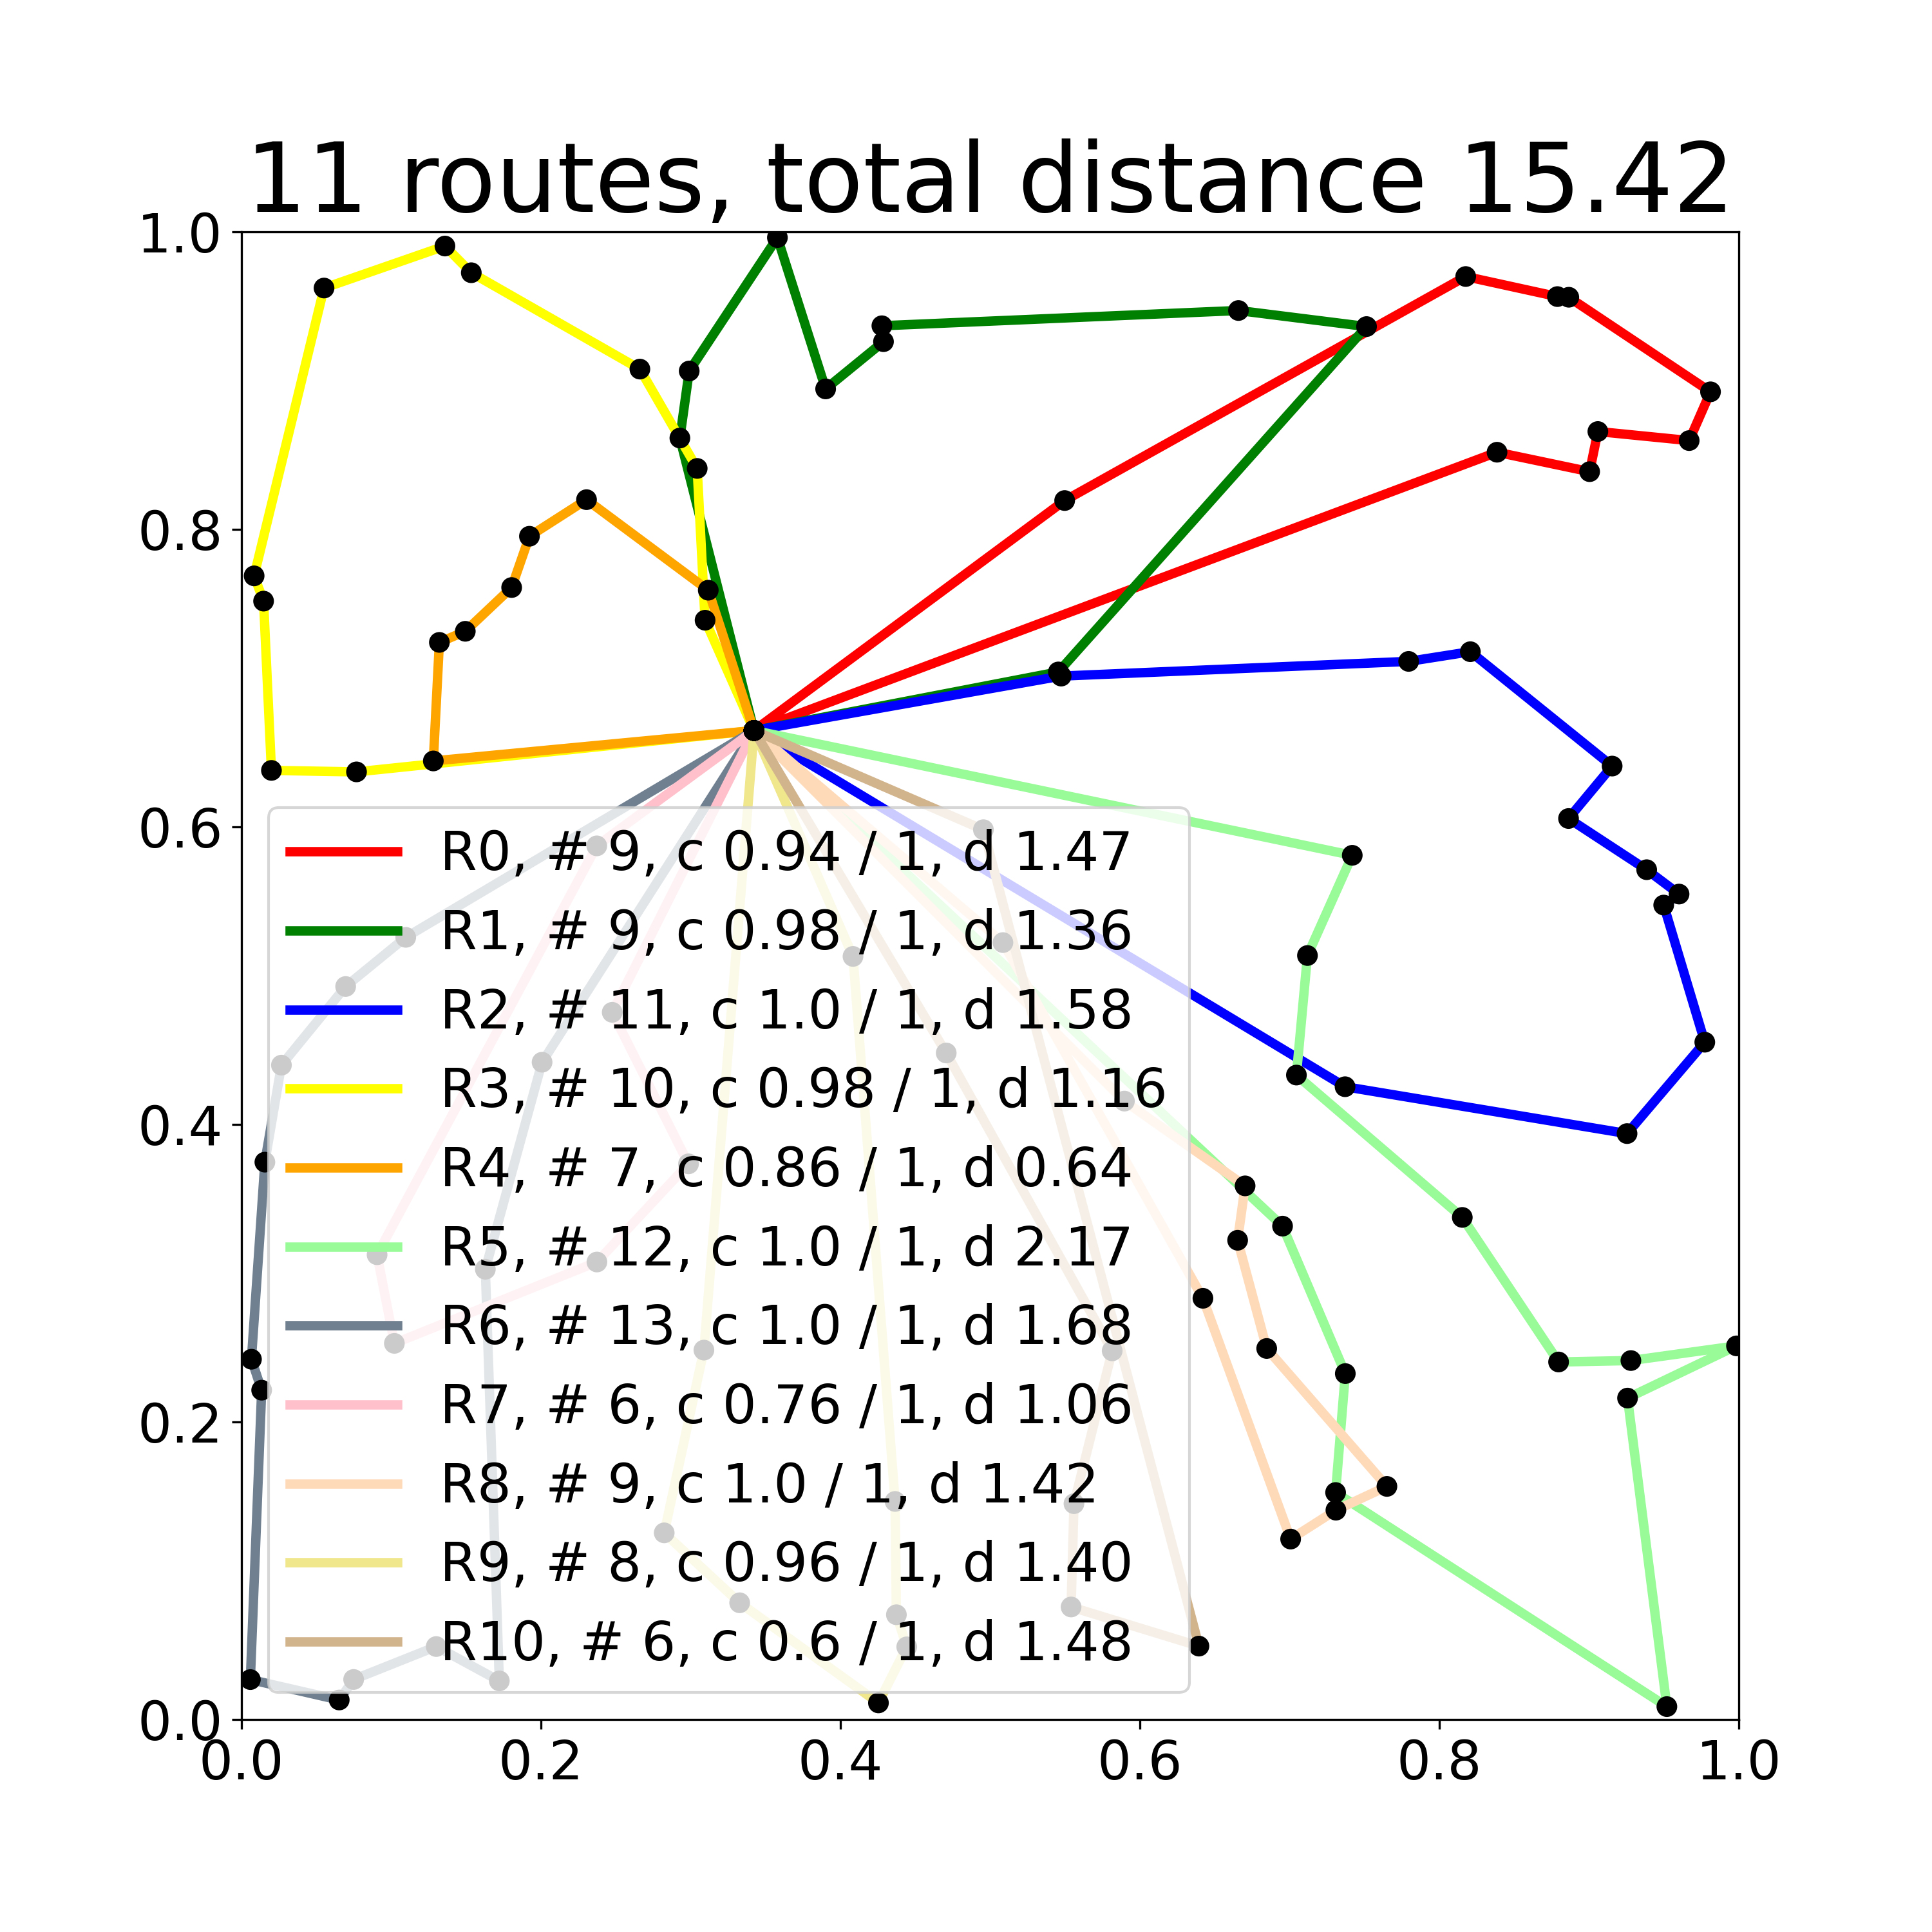 11 routes, total distance 15.42
1.0
0.8
0.6
0.4
0.2
0.0
R0, # 9, c 0.94 / 1, d 1.47
R1, # 9, c 0.98 / 1, d 1.36
R2, # 11, c 1.0 / 1, d 1.58
R3, # 10, c 0.98 / 1, d 1.16
R4, # 7, c 0.86 / 1, d 0.64
R5, # 12, c 1.0 / 1, d 2.17
R6, # 13, c 1.0 / 1, d 1.68
R7, # 6, c 0.76 / 1, d 1.06
R8, # 9, c 1.0 / 1, d 1.42
R9, # 8, c 0.96 / 1, d 1.40
R10, # 6, c 0.6 / 1, d 1.48
0.0 0.2 0.4 0.6 0.8 1.0